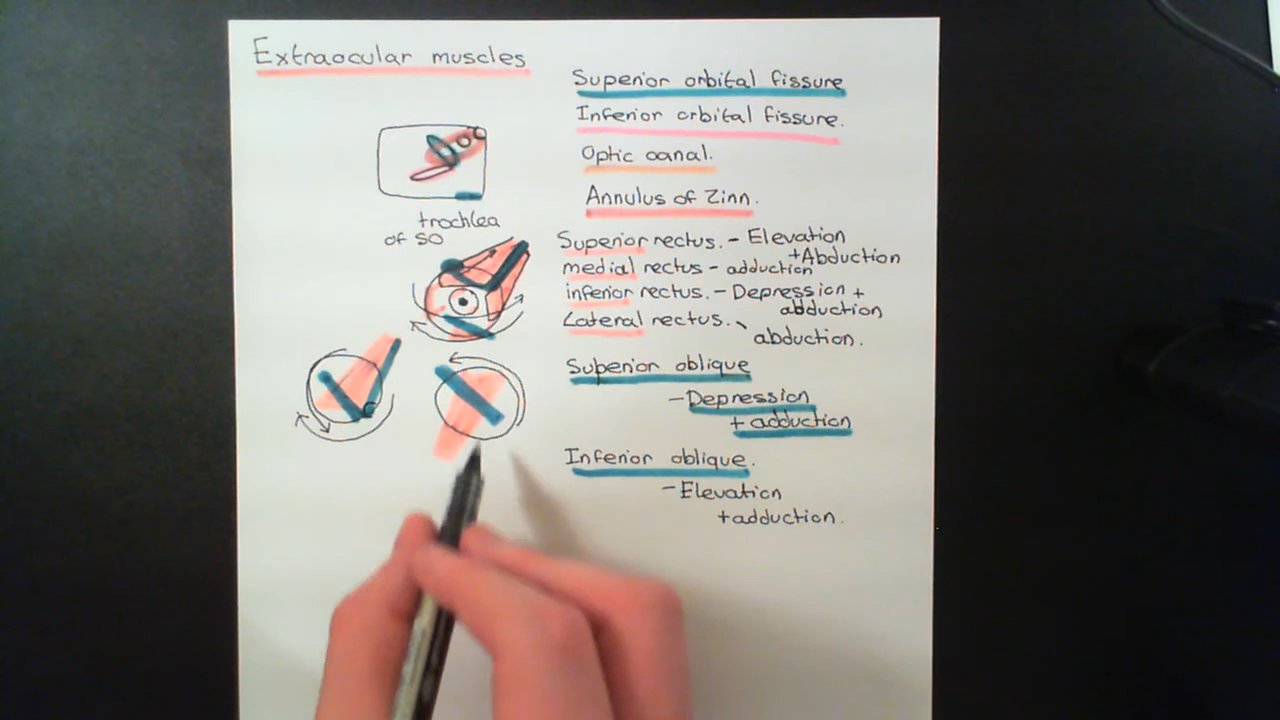 Extraocular muscles
Superior orbital fissure
Inferior orbital fissure.
Optic canal.
Annulus of Zinn.
trochlea
of SO
Superior rectus. - Elevation
+Abduction
medial rectus - adduction
inferior rectus. - Depression +
abduction
Lateral rectus.
abduction.
Superior oblique
- Depression
+ adduction
Inferior oblique.
- Elevation
+adduction.